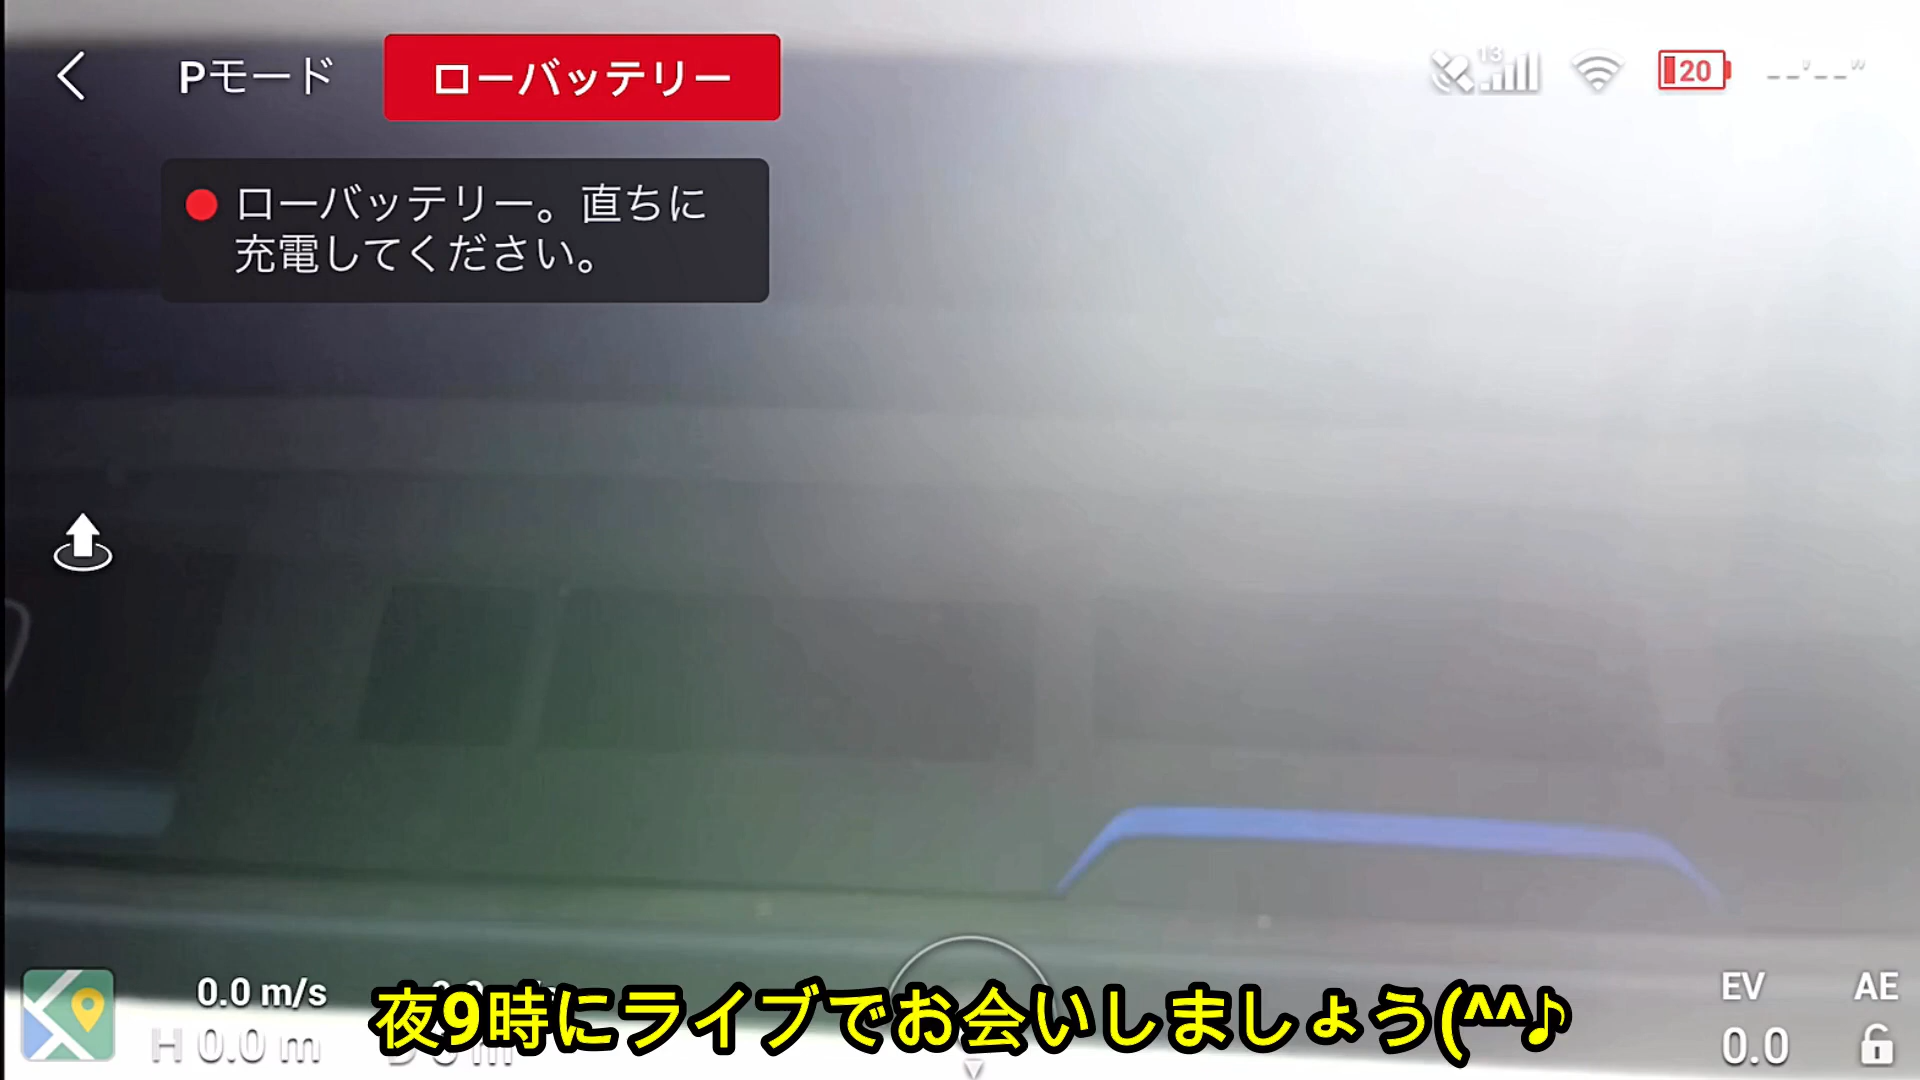 Pモード
ローバッテリー
13
20
--'--"
ローバッテリー。直ちに
充電してください。
0.0 m/s
H 0.0 m
夜9時にライブでお会いしましょう(^^♪
EV
0.0
AE